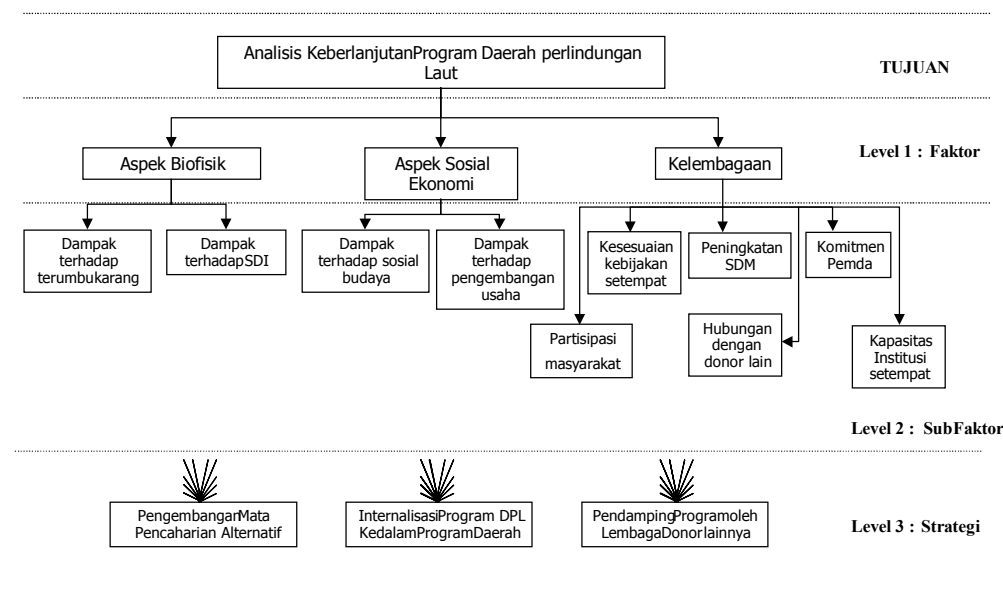 Analisis KeberlanjutanProgram Daerah perlindungan
Laut
TUJUAN
Level 1 : Faktor
Aspek Biofisik
Aspek Sosial
Ekonomi
Kelembagaan
Dampak
terhadap
terumbukarang
Dampak
terhadapSDI
Dampak
terhadap sosial
budaya
Dampak
terhadap
pengembangan
usaha
Kesesuaian
kebijakan
setempat
Peningkatan
SDM
Komitmen
Pemda
Partisipasi
masyarakat
Hubungan
dengan
donor lain
Kapasitas
Institusi
setempat
Level 2 : SubFaktor
PengembanganMata
Pencaharian Alternatif
InternalisasiProgram DPL
KedalamProgramDaerah
PendampingProgramoleh
LembagaDonorlainnya
Level 3 : Strategi